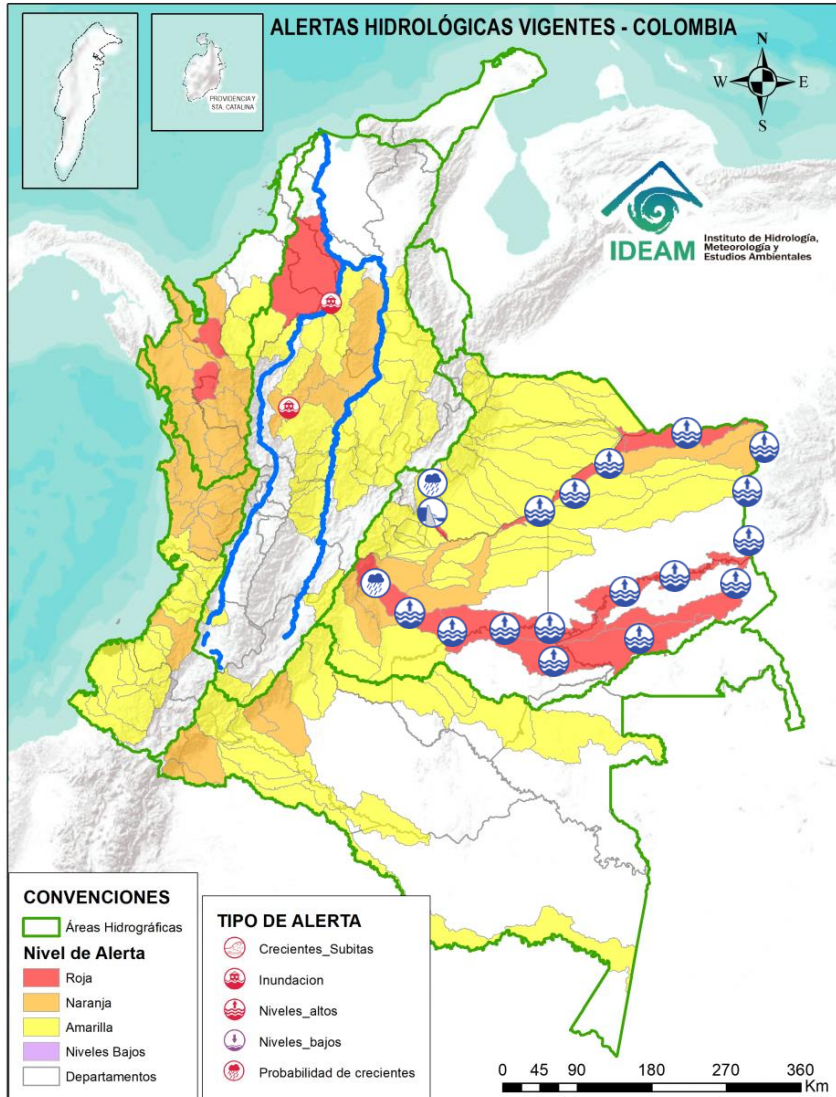 ALERTAS HIDROLÓGICAS VIGENTES - COLOMBIA
PROVIDENCIA Y
STA. CATALINA
N
W
E
S
IDEAM
Instituto de Hidrología,
Meteorología y
Estudios Ambientales
CONVENCIONES
Áreas Hidrográficas
Nivel de Alerta
Roja
Naranja
Amarilla
Niveles Bajos
Departamentos
TIPO DE ALERTA
Crecientes_Subitas
Inundacion
Niveles_altos
Niveles_bajos
Probabilidad de crecientes
0 45 90 180 270 360
Km